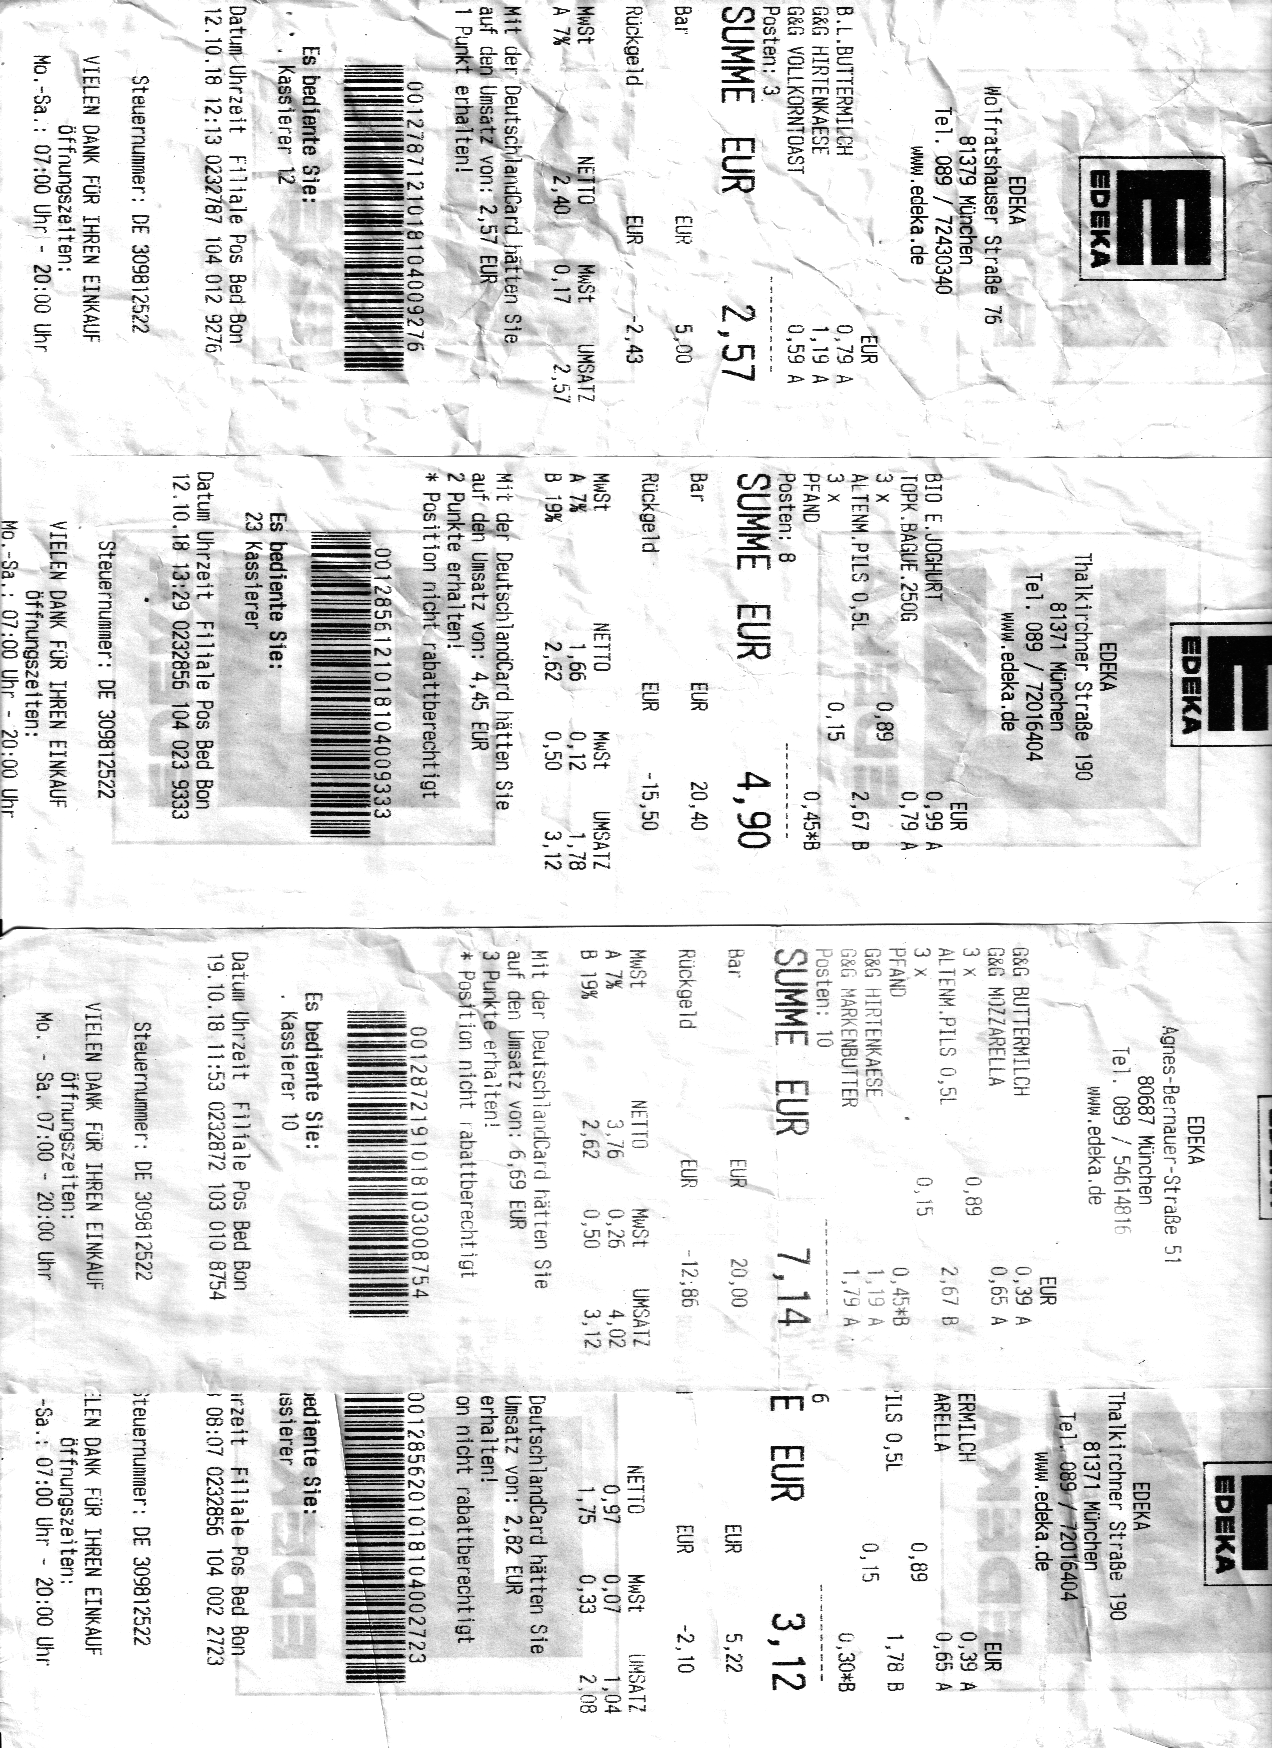 EDEKA
EDEKA
Wolfratshauser Straße 76
81379 München
Tel. 089 / 72430340
www.edeka.de
EUR
B.L.BUTTERMILCH 0,79 A
G&G HIRTENKAESE 1,19 A
G&G VOLLKORNTOAST 0,59 A
Posten: 3
SUMME EUR 2,57
Bar EUR 5,00
Rückgeld EUR -2,43
MwSt NETTO MwSt UMSATZ
A 7% 2,40 0,17 2,57
Mit der DeutschlandCard hätten Sie
auf den Umsatz von: 2,57 EUR
1 Punkt erhalten!
0012787121018104009276
Es bediente Sie:
. Kassierer 12
Datum Uhrzeit Filiale Pos Bed Bon
12.10.18 12:13 0232787 104 012 9276
Steuernummer: DE 309812522
VIELEN DANK FÜR IHREN EINKAUF
Öffnungszeiten:
Mo.-Sa.: 07:00 Uhr - 20:00 Uhr
EDEKA
EDEKA
Thalkirchner Straße 190
81371 München
Tel. 089 / 72016404
www.edeka.de
EUR
BIO E.JOGHURT 0,99 A
TOPK.BAGUE.250G 0,79 A
3 x 0,89
ALTENM.PILS 0,5L 2,67 B
3 x 0,15
PFAND 0,45*B
Posten: 8
SUMME EUR 4,90
Bar EUR 20,40
Rückgeld EUR -15,50
MwSt NETTO MwSt UMSATZ
A 7% 1,66 0,12 1,78
B 19% 2,62 0,50 3,12
Mit der DeutschlandCard hätten Sie
auf den Umsatz von: 4,45 EUR
2 Punkte erhalten!
* Position nicht rabattberechtigt
0012856121018104009333
Es bediente Sie:
23 Kassierer
Datum Uhrzeit Filiale Pos Bed Bon
12.10.18 13:29 0232856 104 023 9333
Steuernummer: DE 309812522
VIELEN DANK FÜR IHREN EINKAUF
Öffnungszeiten:
Mo.-Sa.: 07:00 Uhr - 20:00 Uhr
EDEKA
Agnes-Bernauer-Straße 51
80687 München
Tel. 089 / 54614816
www.edeka.de
EUR
G&G BUTTERMILCH 0,39 A
G&G MOZZARELLA 0,65 A
3 x 0,89
ALTENM.PILS 0,5L 2,67 B
3 x 0,15
PFAND 0,45*B
G&G HIRTENKAESE 1,19 A
G&G MARKENBUTTER 1,79 A
Posten: 10
SUMME EUR 7,14
Bar EUR 20,00
Rückgeld EUR -12,86
MwSt NETTO MwSt UMSATZ
A 7% 3,76 0,26 4,02
B 19% 2,62 0,50 3,12
Mit der DeutschlandCard hätten Sie
auf den Umsatz von: 6,69 EUR
3 Punkte erhalten!
* Position nicht rabattberechtigt
0012872191018103008754
Es bediente Sie:
. Kassierer 10
Datum Uhrzeit Filiale Pos Bed Bon
19.10.18 11:53 0232872 103 010 8754
Steuernummer: DE 309812522
VIELEN DANK FÜR IHREN EINKAUF
Öffnungszeiten:
Mo. - Sa. 07:00 - 20:00 Uhr
EDEKA
EDEKA
Thalkirchner Straße 190
81371 München
Tel. 089 / 72016404
www.edeka.de
EUR
ERMILCH 0,39 A
ARELLA 0,65 A
0,89
PILS 0,5L 1,78 B
0,15
0,30*B
6
E EUR 3,12
EUR 5,22
EUR -2,10
NETTO MwSt UMSATZ
0,97 0,07 1,04
1,75 0,33 2,08
DeutschlandCard hätten Sie
Umsatz von: 2,82 EUR
erhalten!
on nicht rabattberechtigt
0012856201018104002723
bediente Sie:
ssierer
rzeit Filiale Pos Bed Bon
08:07 0232856 104 002 2723
Steuernummer: DE 309812522
LEN DANK FÜR IHREN EINKAUF
Öffnungszeiten:
-Sa.: 07:00 Uhr - 20:00 Uhr